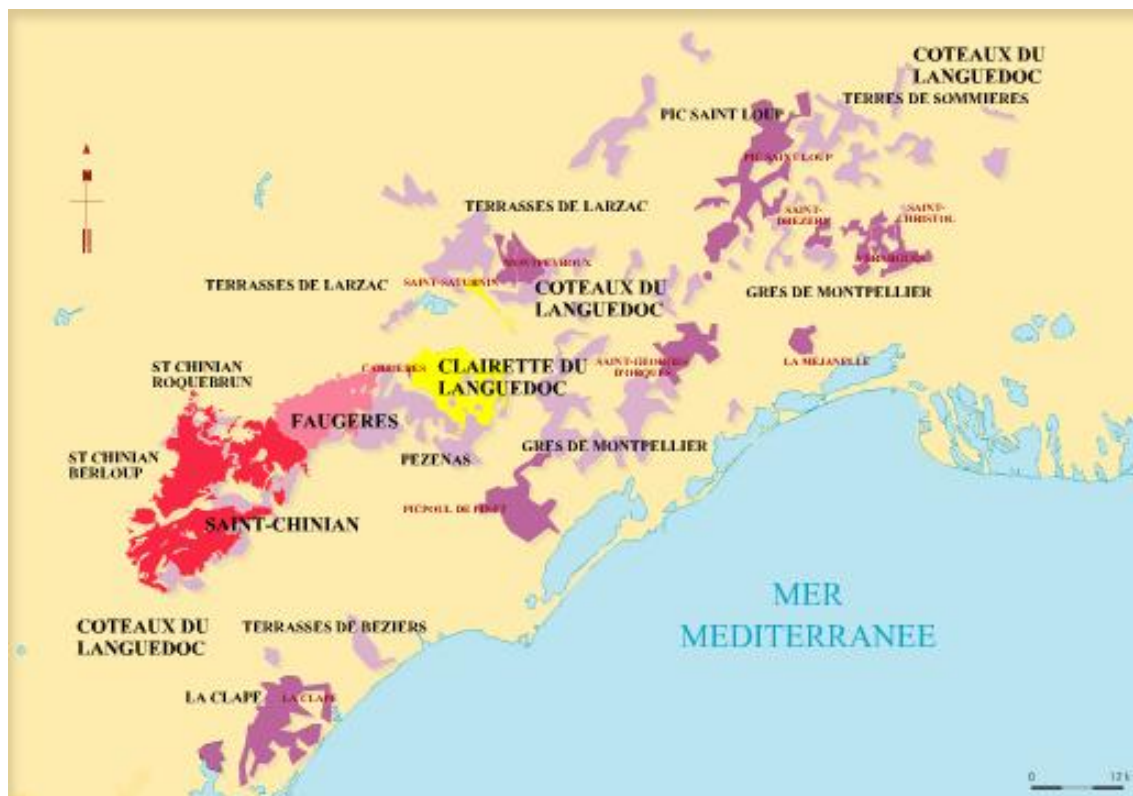 COTEAUX DU
LANGUEDOC
TERRES DE SOMMIERES
PIC SAINT LOUP
PIC SAINT LOUP
SAINT-
DREZERY
SAINT-
CHRISTOL
VERARGUES
TERRASSES DE LARZAC
MONTPEYROUX
TERRASSES DE LARZAC
SAINT-SATURNIN
COTEAUX DU
LANGUEDOC
GRES DE MONTPELLIER
LA MEJANELLE
ST CHINIAN
ROQUEBRUN
CABRIERES
CLAIRETTE DU
LANGUEDOC
SAINT-GEORGES
D'ORQUES
FAUGERES
GRES DE MONTPELLIER
ST CHINIAN
BERLOUP
PEZENAS
PICPOUL DE PINET
SAINT-CHINIAN
MER
MEDITERRANEE
COTEAUX DU
LANGUEDOC
TERRASSES DE BEZIERS
LA CLAPE
LA CLAPE
0